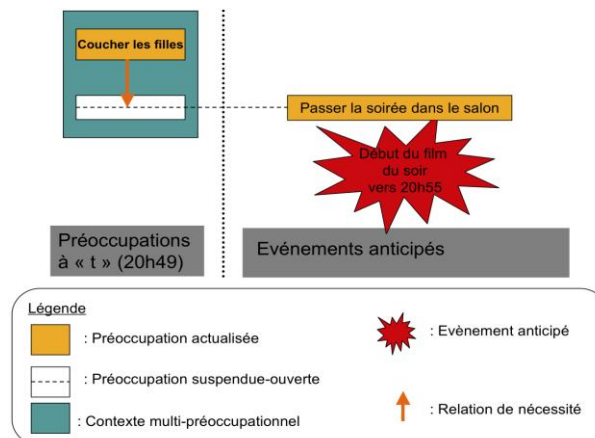 Coucher les filles
Passer la soirée dans le salon
Début du film
du soir
vers 20h55
Préoccupations
à « t » (20h49)
Evénements anticipés
Légende
: Préoccupation actualisée
: Evènement anticipé
: Préoccupation suspendue-ouverte
: Contexte multi-préoccupationnel
: Relation de nécessité